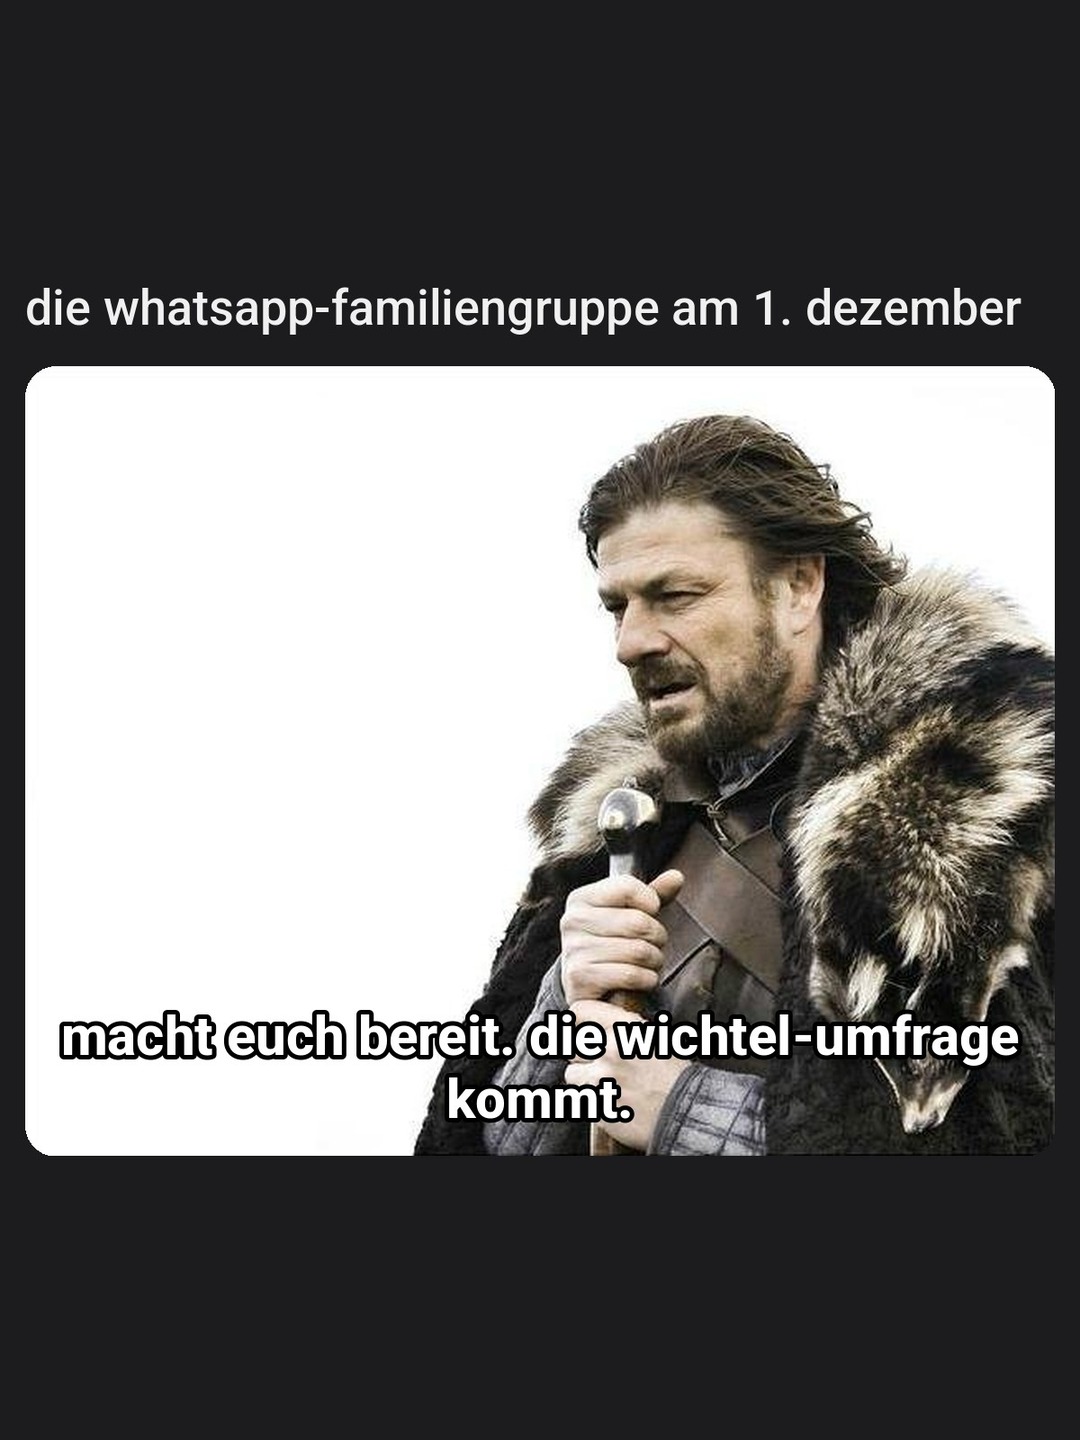 die whatsapp-familiengruppe am 1. dezember
macht euch bereit. die wichtel-umfrage
kommt.